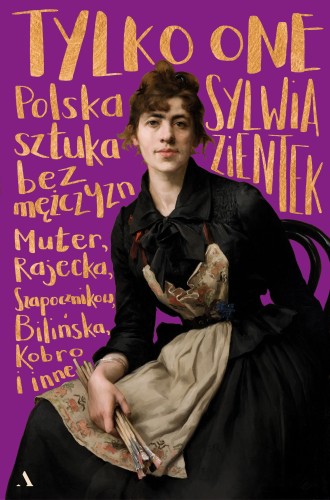 TYLKO ONE
SYLWIA
ZIENTEK
Polska
sztuka
bez
mężczyzn
Muter,
Rajecka,
Szapocznikow,
Bilińska,
Kobro
i inne
A